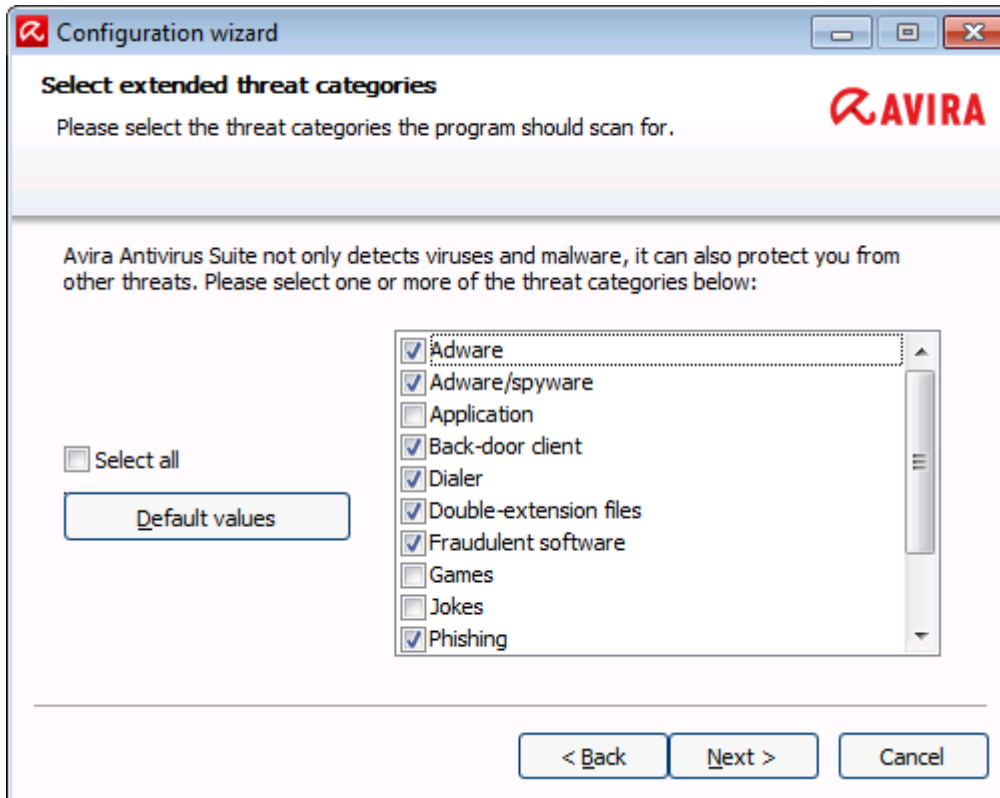 Configuration wizard
Select extended threat categories
Please select the threat categories the program should scan for.
AVIRA
Avira Antivirus Suite not only detects viruses and malware, it can also protect you from
other threats. Please select one or more of the threat categories below:
Adware
Adware/spyware
Application
Back-door client
Dialer
Double-extension files
Fraudulent software
Games
Jokes
Phishing
Select all
Default values
< Back
Next >
Cancel